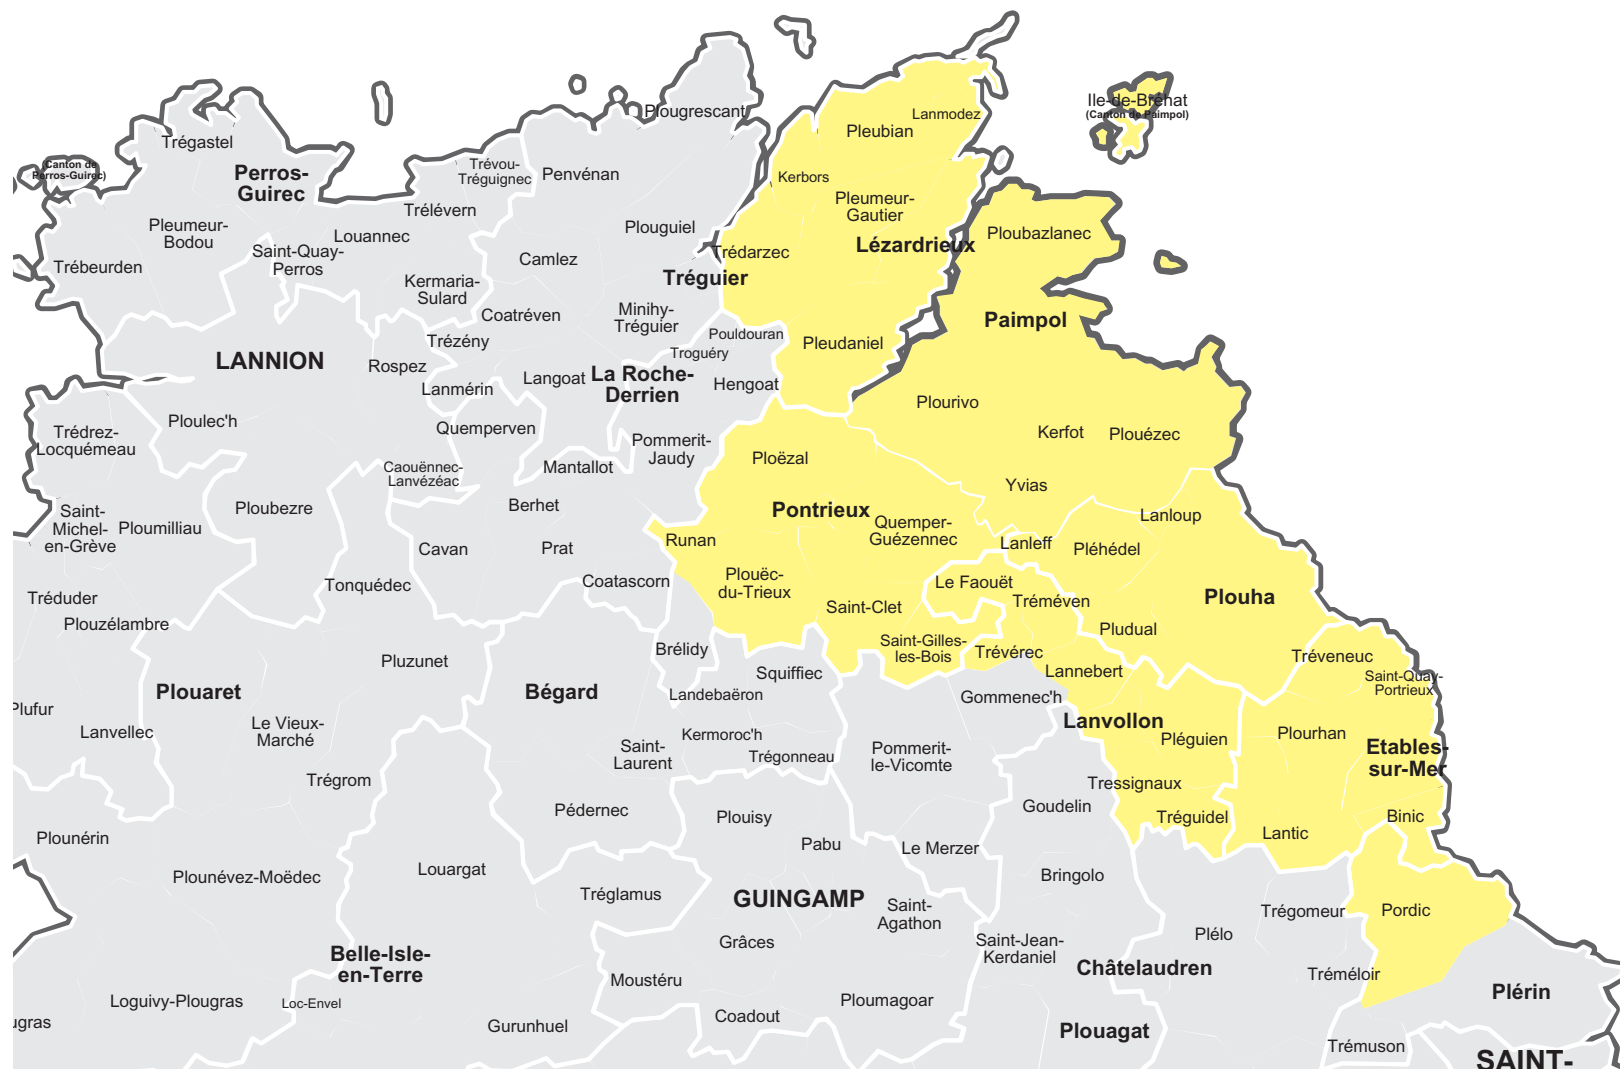 Ile-de-Bréhat
(Canton de Paimpol)
Plougrescant
Lanmodez
Pleubian
Trégastel
Canton de
Perros-Guirec)
Perros-
Guirec
Trévou-
Tréguignec
Penvénan
Kerbors
Pleumeur-
Gautier
Trélévern
Pleumeur-
Bodou
Louannec
Plouguiel
Ploubazlanec
Saint-Quay-
Perros
Trébeurden
Camlez
Trédarzec
Lézardrieux
Tréguier
Kermaria-
Sulard
Coatréven
Minihy-
Tréguier
Paimpol
Pouldouran
Trézény
Troguéry
Pleudaniel
LANNION
Rospez
Lanmérin
Langoat
La Roche-
Derrien
Hengoat
Plourivo
Ploulec'h
Trédrez-
Locquémeau
Quemperven
Pommerit-
Jaudy
Kerfot
Plouézec
Ploëzal
Caouënnec-
Lanvézéac
Mantallot
Yvias
Berhet
Ploubezre
Pontrieux
Lanloup
Saint-
Michel-
en-Grève
Ploumilliau
Quemper-
Guézennec
Runan
Lanleff
Pléhédel
Cavan
Prat
Tonquédec
Coatascorn
Plouëc-
du-Trieux
Le Faouët
Tréduder
Plouzélambre
Saint-Clet
Tréméven
Plouha
Pludual
Saint-Gilles-
les-Bois
Trévérec
Brélidy
Pluzunet
Tréveneuc
Lannebert
Squiffiec
Saint-Quay-
Portrieux
Plouaret
Bégard
Landebaëron
Gommenec'h
Plufur
Lanvellec
Le Vieux-
Marché
Lanvollon
Pléguien
Plourhan
Kermoroc'h
Saint-
Laurent
Trégonneau
Pommerit-
le-Vicomte
Etables-
sur-Mer
Trégrom
Tressignaux
Goudelin
Pédernec
Plouisy
Tréguidel
Binic
Lantic
Plounérin
Pabu
Le Merzer
Louargat
Plounévez-Moëdec
Bringolo
Tréglamus
GUINGAMP
Saint-
Agathon
Trégomeur
Pordic
Plélo
Grâces
Saint-Jean-
Kerdaniel
Belle-Isle-
en-Terre
Châtelaudren
Tréméloir
Moustéru
Plérin
Loguivy-Plougras
Loc-Envel
Ploumagoar
ugras
Gurunhuel
Coadout
Plouagat
Trémuson
SAINT-